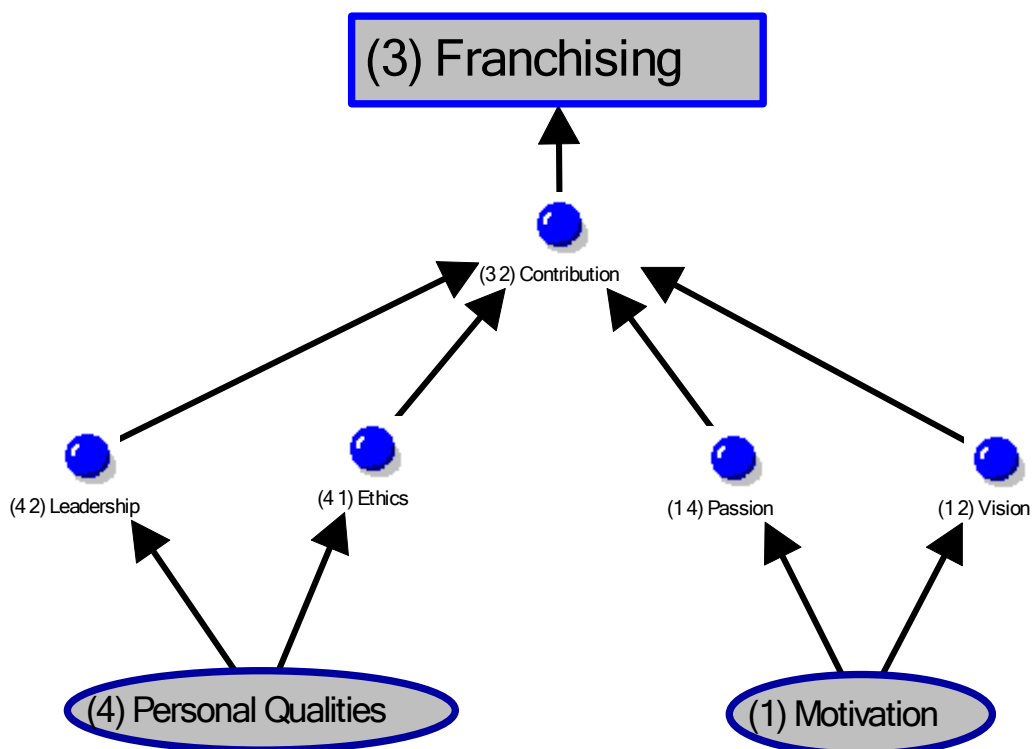 (3) Franchising
(3 2) Contribution
(4 2) Leadership
(4 1) Ethics
(1 4) Passion
(1 2) Vision
(4) Personal Qualities
(1) Motivation